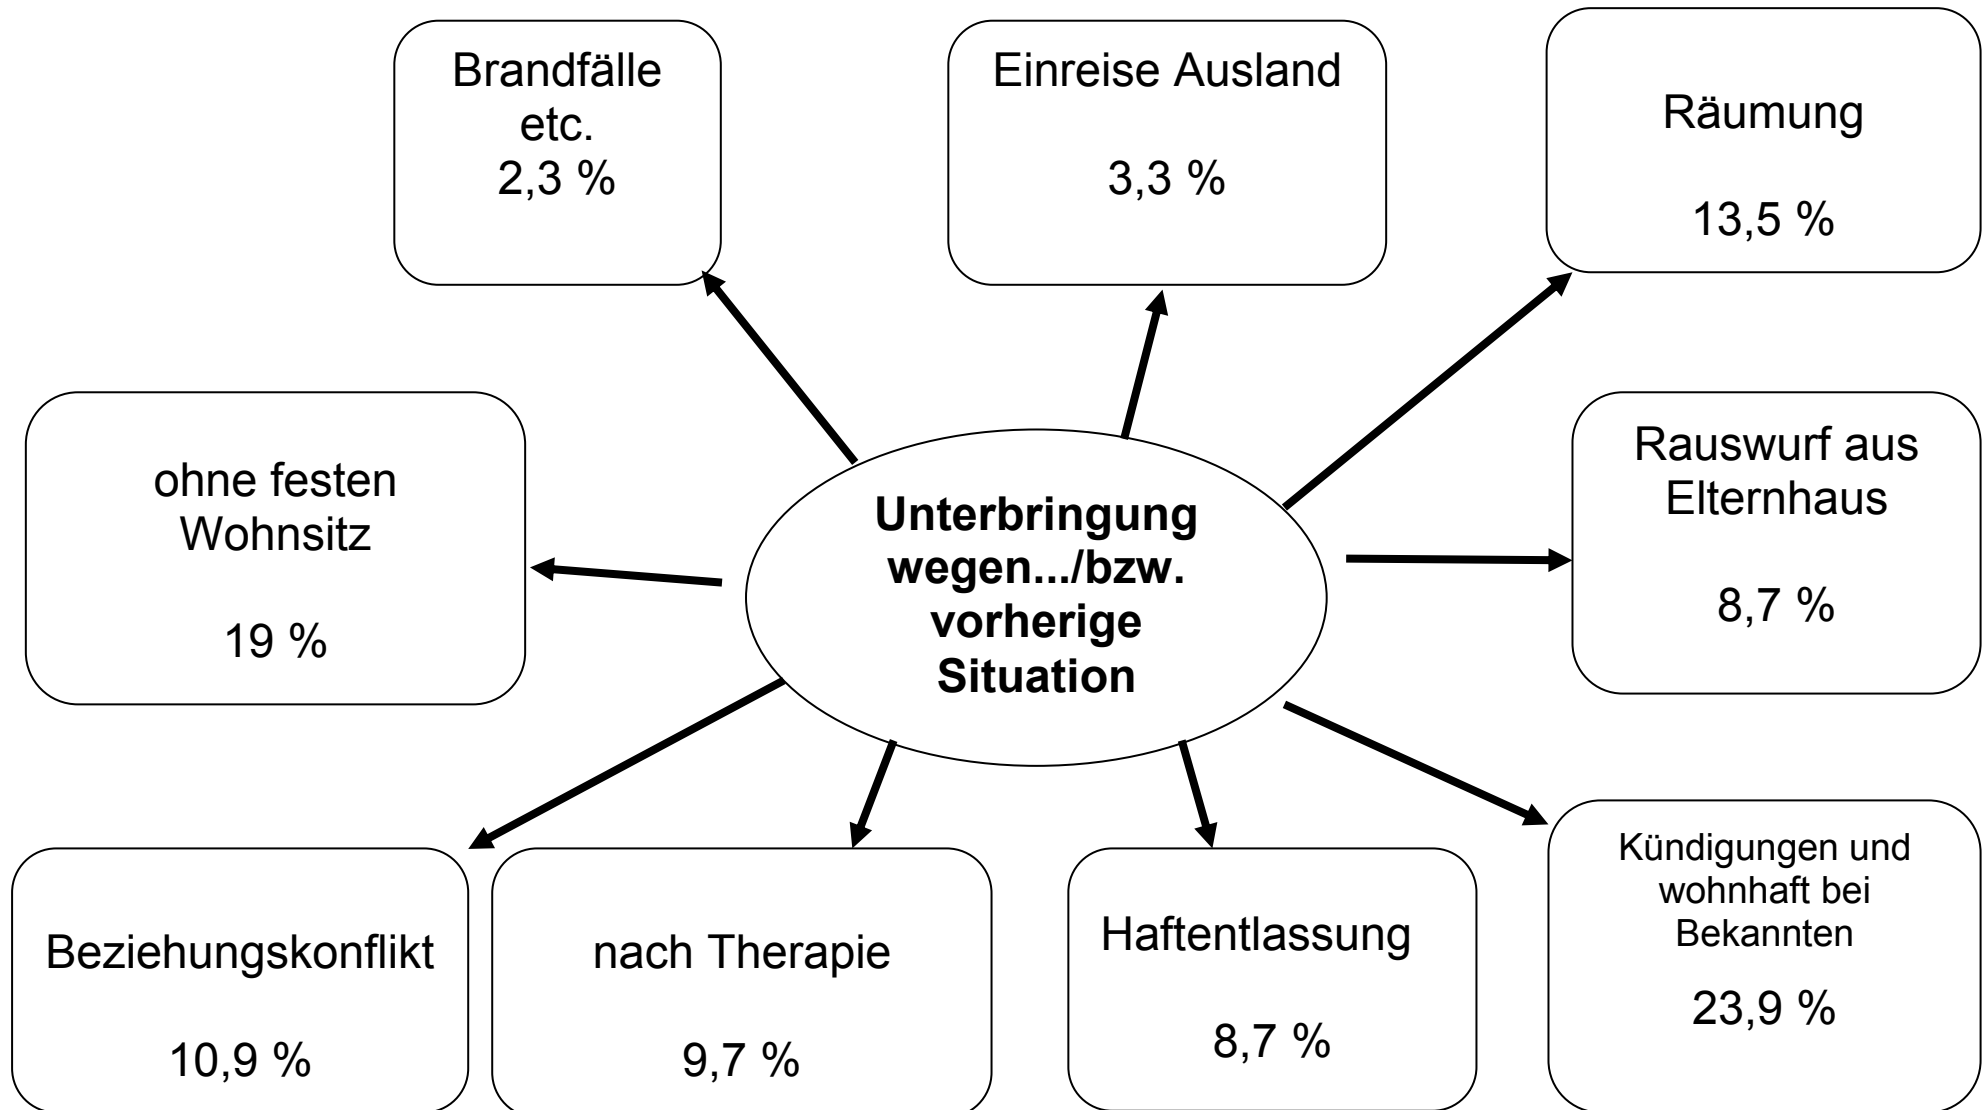 Brandfälle
etc.
2,3 %
Einreise Ausland
3,3 %
Räumung
13,5 %
ohne festen
Wohnsitz
19 %
Unterbringung
wegen.../bzw.
vorherige
Situation
Rauswurf aus
Elternhaus
8,7 %
Beziehungskonflikt
10,9 %
nach Therapie
9,7 %
Haftentlassung
8,7 %
Kündigungen und
wohnhaft bei
Bekannten
23,9 %